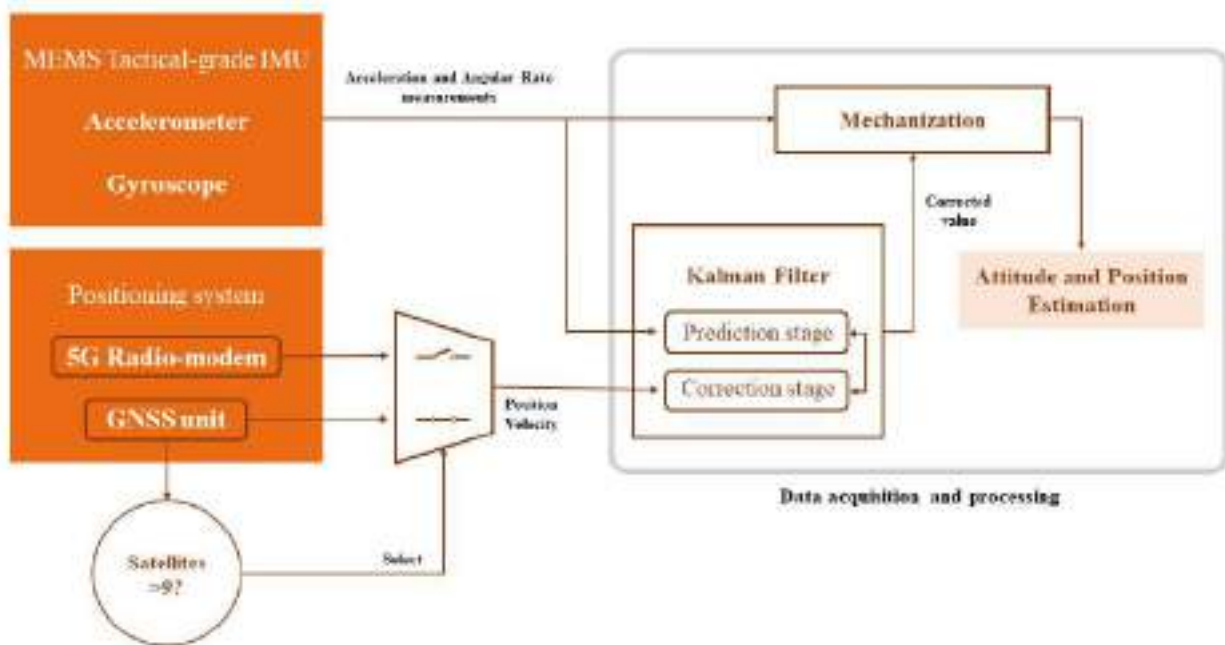 MEMS Tactical-grade IMU
Accelerometer
Gyroscope
Acceleration and Angular Rate
measurements
Mechanization
Corrected
value
Kalman Filter
Prediction stage
Correction stage
Attitude and Position
Estimation
Positioning system
5G Radio-modem
GNSS unit
Position
Velocity
Data acquisition and processing
Select
Satellites
>9?